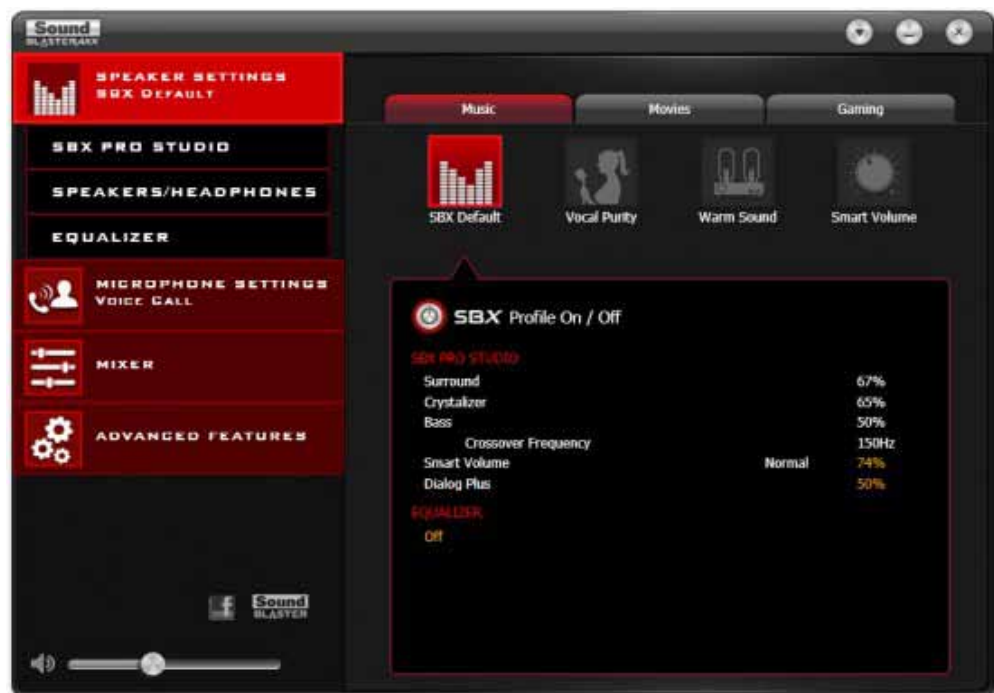 Sound
BLASTERAXX
SPEAKER SETTINGS
SBX DEFAULT
SBX PRO STUDIO
SPEAKERS/HEADPHONES
EQUALIZER
MICROPHONE SETTINGS
VOICE CALL
MIXER
ADVANCED FEATURES
f
Sound
BLASTER
Music Movies Gaming
SBX Default Vocal Purity Warm Sound Smart Volume
SBX Profile On / Off
SBX PRO STUDIO
Surround 67%
Crystalizer 65%
Bass 50%
Crossover Frequency 150Hz
Smart Volume Normal 74%
Dialog Plus 50%
EQUALIZER
Off